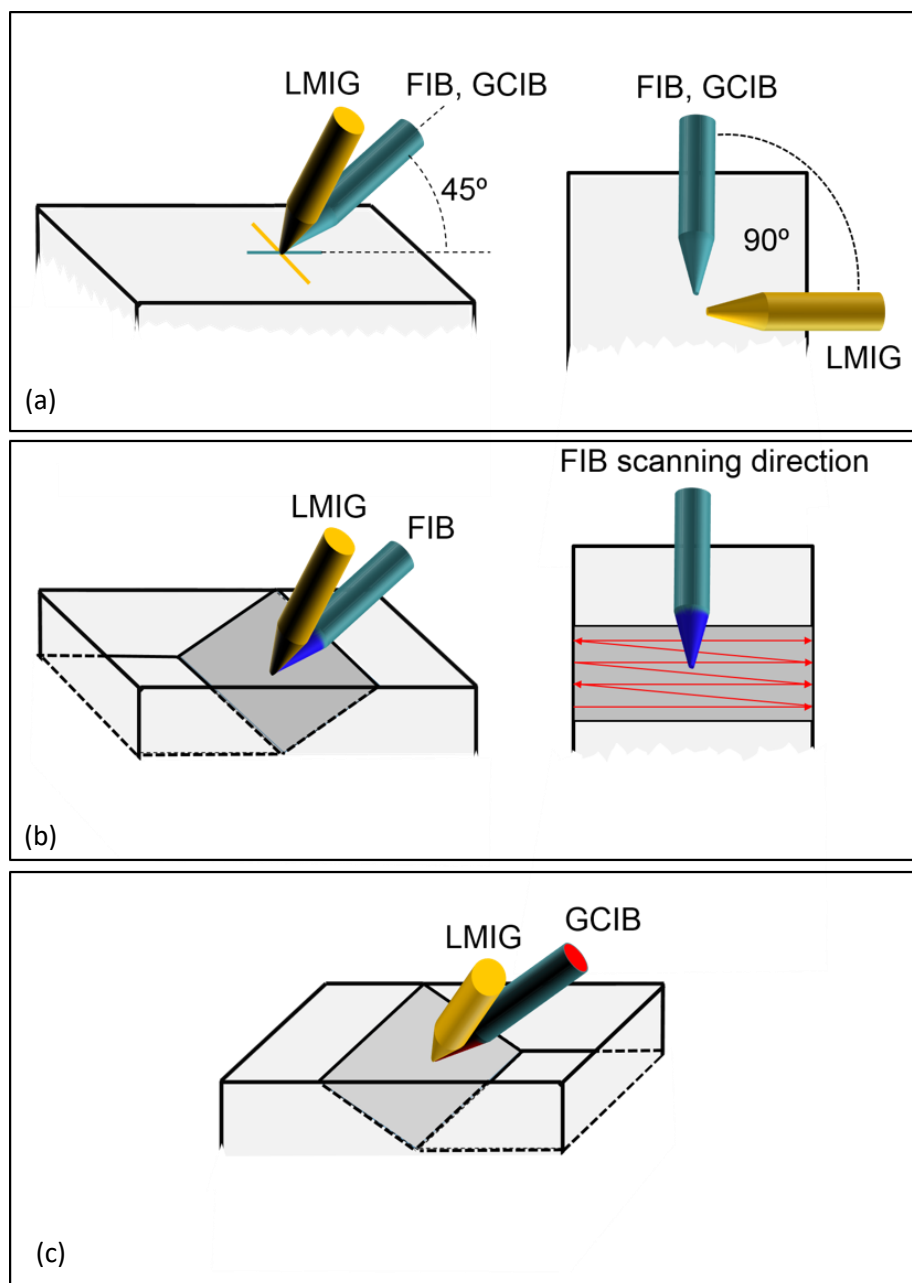 LMIG
FIB, GCIB
45º
FIB, GCIB
90º
LMIG
(a)
LMIG
FIB
FIB scanning direction
(b)
LMIG
GCIB
(c)